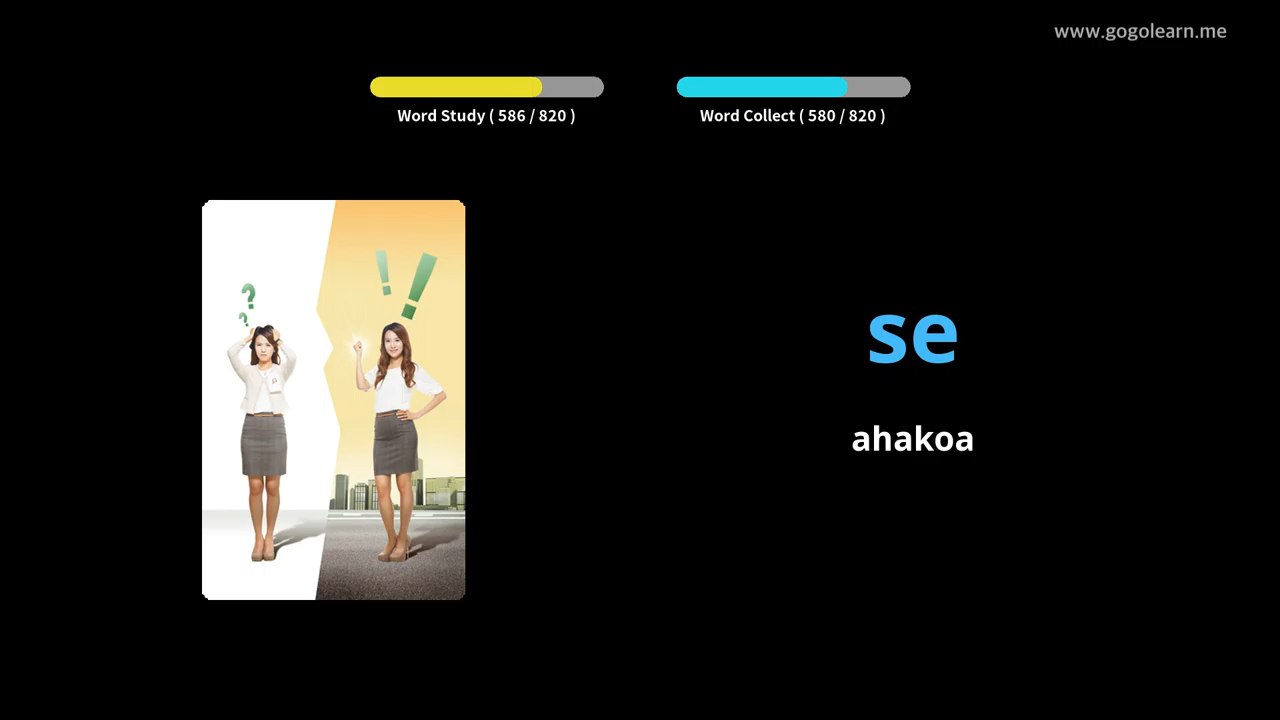 www.gogolearn.me
Word Study ( 586 / 820 )
Word Collect ( 580 / 820 )
? ?
! !
se
ahakoa